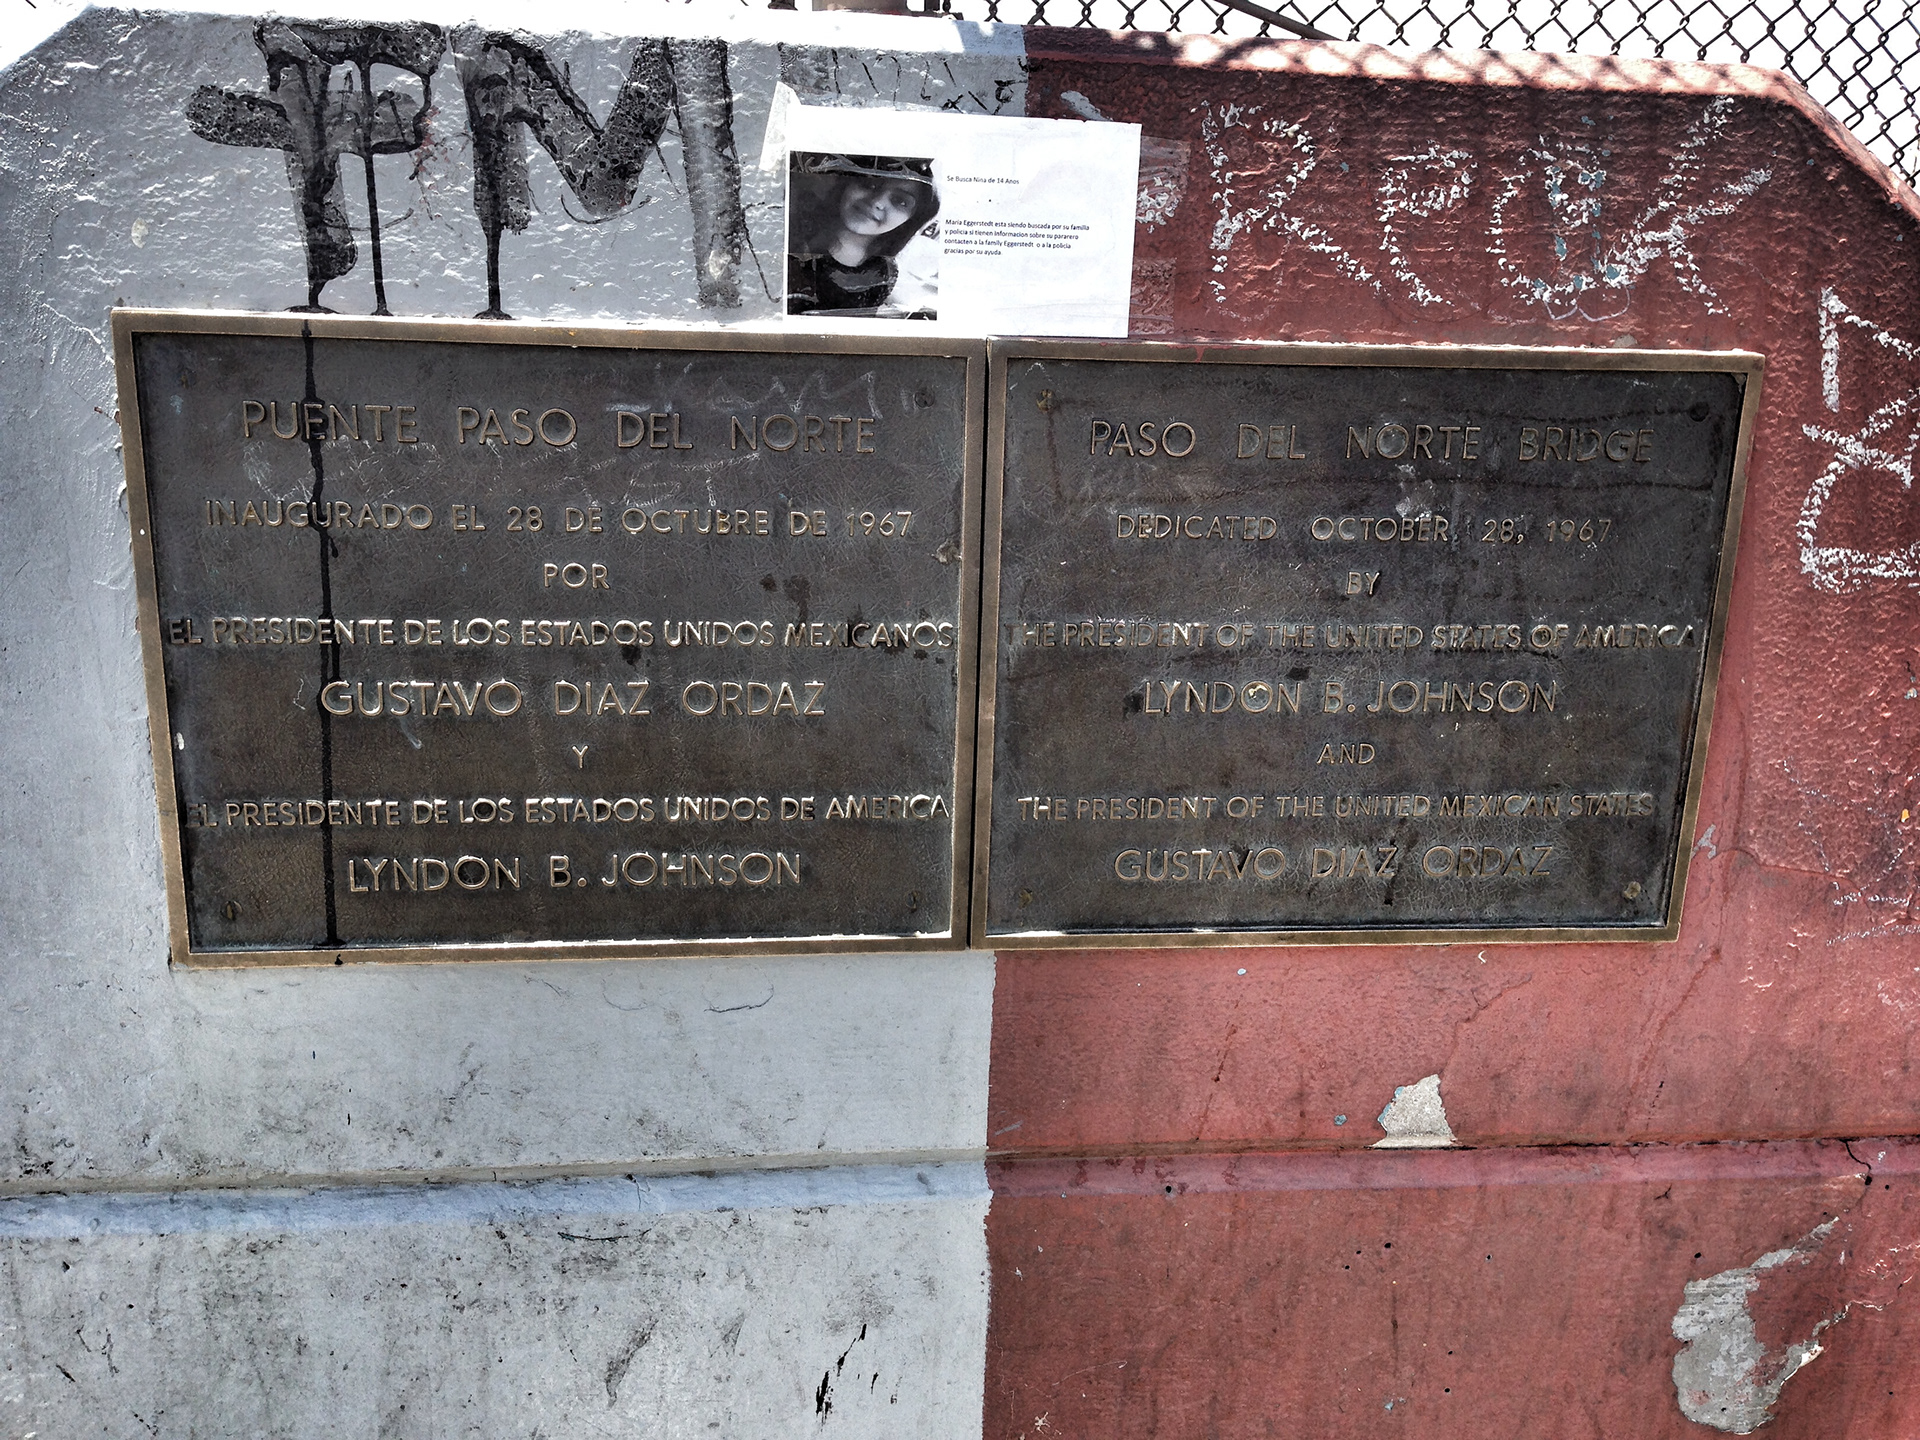 Se Busca Nina de 14 Anos
Maria Eggerstedt esta siendo buscada por su familia
y policia si tienen informacion sobre su pararero
contacten a la family Eggerstedt o a la policia
gracias por su ayuda.
PUENTE PASO DEL NORTE
INAUGURADO EL 28 DE OCTUBRE DE 1967
POR
EL PRESIDENTE DE LOS ESTADOS UNIDOS MEXICANOS
GUSTAVO DIAZ ORDAZ
Y
EL PRESIDENTE DE LOS ESTADOS UNIDOS DE AMERICA
LYNDON B. JOHNSON
PASO DEL NORTE BRIDGE
DEDICATED OCTOBER 28, 1967
BY
THE PRESIDENT OF THE UNITED STATES OF AMERICA
LYNDON B. JOHNSON
AND
THE PRESIDENT OF THE UNITED MEXICAN STATES
GUSTAVO DIAZ ORDAZ